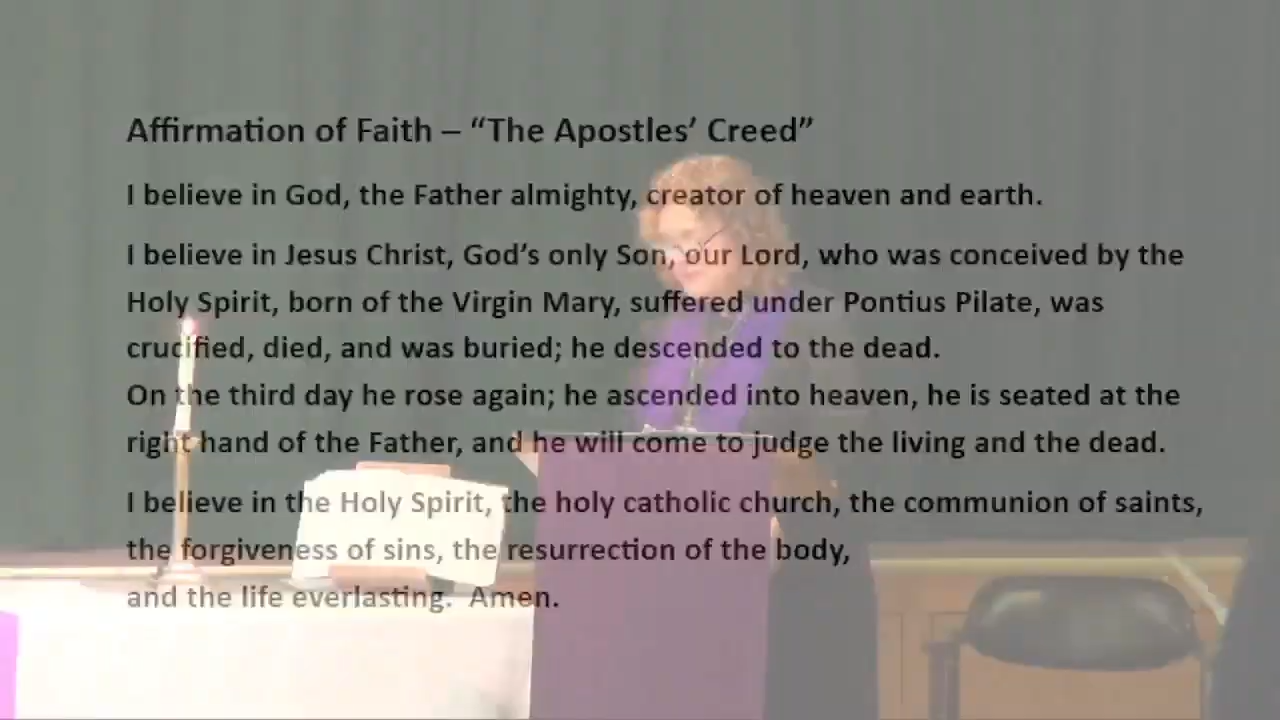 Affirmation of Faith – “The Apostles’ Creed”
I believe in God, the Father almighty, creator of heaven and earth.
I believe in Jesus Christ, God’s only Son, our Lord, who was conceived by the
Holy Spirit, born of the Virgin Mary, suffered under Pontius Pilate, was
crucified, died, and was buried; he descended to the dead.
On the third day he rose again; he ascended into heaven, he is seated at the
right hand of the Father, and he will come to judge the living and the dead.
I believe in the Holy Spirit, the holy catholic church, the communion of saints,
the forgiveness of sins, the resurrection of the body,
and the life everlasting.  Amen.